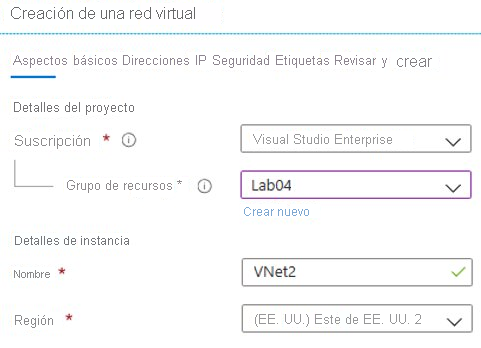 Creación de una red virtual
Aspectos básicos Direcciones IP Seguridad Etiquetas Revisar y crear
Detalles del proyecto
Suscripción * Visual Studio Enterprise
Grupo de recursos * Lab04
Crear nuevo
Detalles de instancia
Nombre * VNet2
Región * (EE. UU.) Este de EE. UU. 2